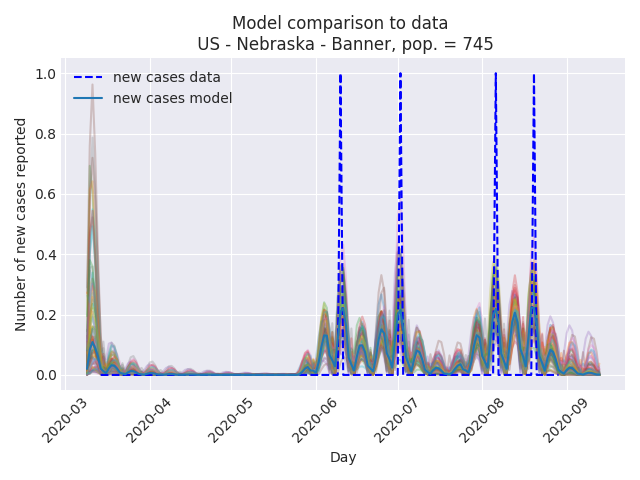 Model comparison to data
US - Nebraska - Banner, pop. = 745
new cases data
new cases model
Number of new cases reported
1.0
0.8
0.6
0.4
0.2
0.0
2020-03
2020-04
2020-05
2020-06
2020-07
2020-08
2020-09
Day